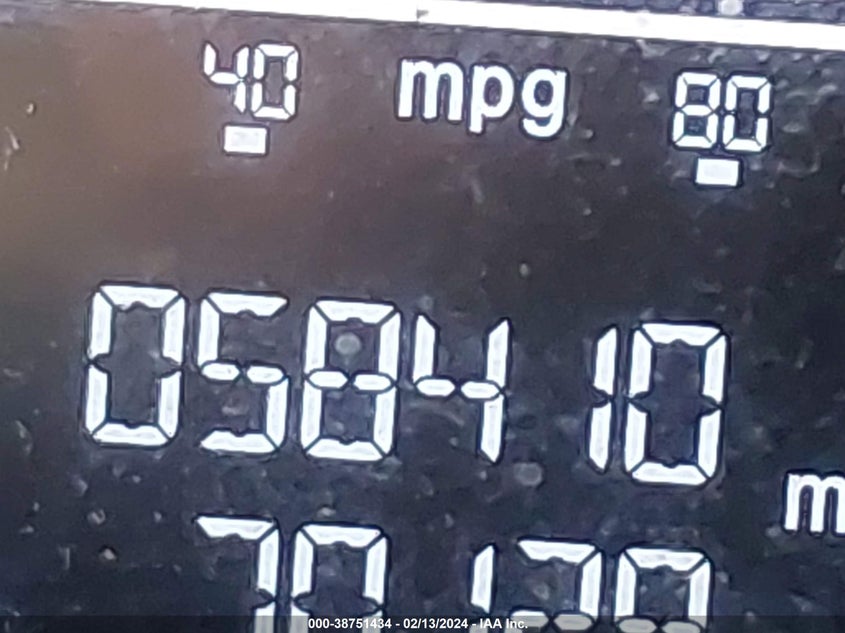 40 mpg 80
058410
m
000-38751434 - 02/13/2024 - IAA Inc.